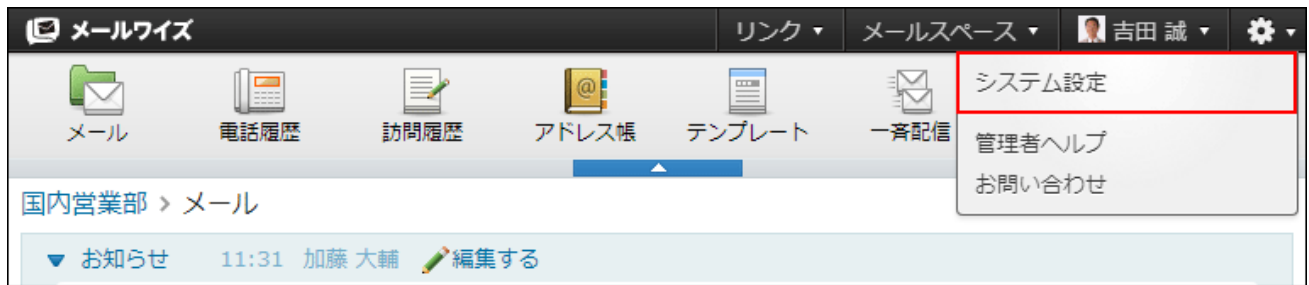 メールワイズ リンク メールスペース 吉田 誠
メール 電話履歴 訪問履歴 アドレス帳 テンプレート 一斉配信
システム設定
管理者ヘルプ
お問い合わせ
国内営業部 > メール
お知らせ 11:31 加藤 大輔 編集する